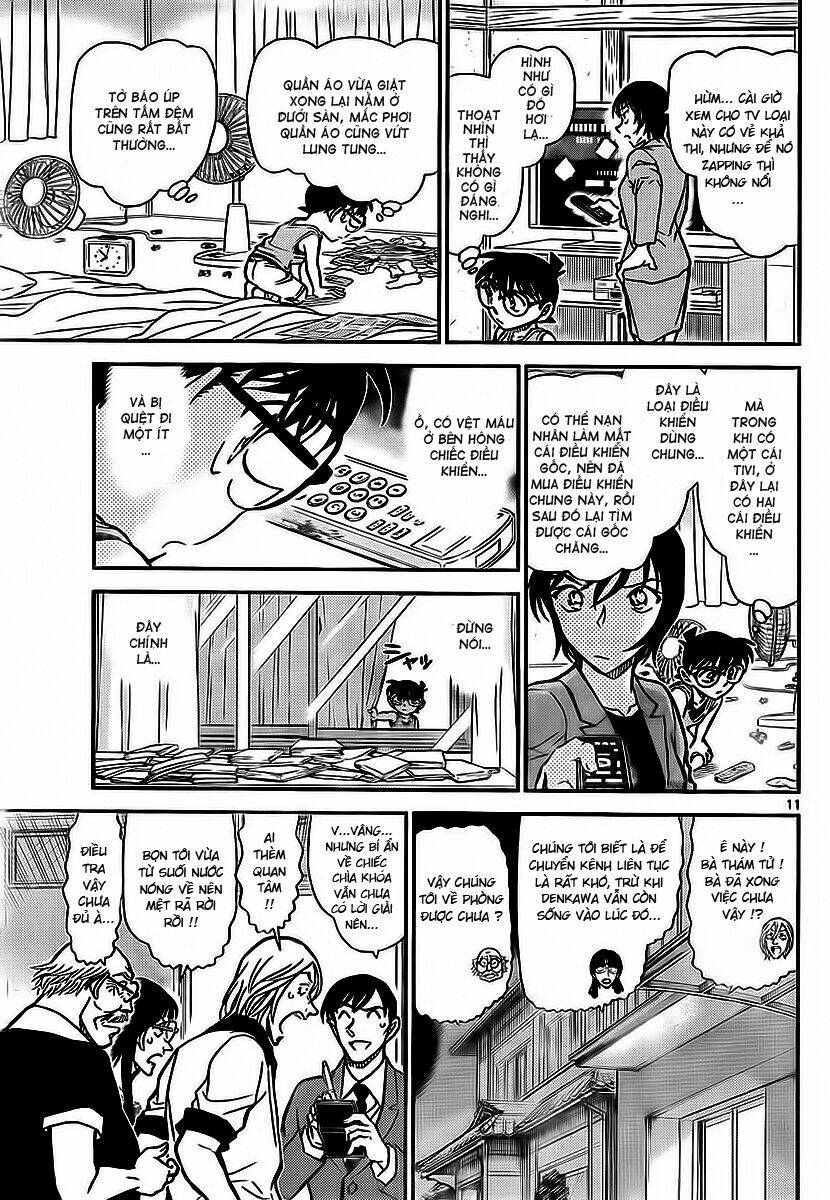 HỪM... CÀI GIỜ
XEM CHO TV LOẠI
NÀY CÓ VẺ KHẢ
THI, NHƯNG ĐỂ NÓ
ZAPPING THÌ
KHÔNG NỔI
...
HÌNH
NHƯ
CÓ GÌ
ĐÓ
HƠI
LẠ...
THOẠT
NHÌN
THÌ
THẤY
KHÔNG
CÓ GÌ
ĐÁNG
NGHI...
QUẦN ÁO VỪA GIẶT
XONG LẠI NẰM Ở
DƯỚI SÀN, MẮC PHƠI
QUẦN ÁO CŨNG VỨT
LUNG TUNG...
TỜ BÁO ÚP
TRÊN TẤM ĐỆM
CŨNG RẤT BẤT
THƯỜNG...
MÀ
TRONG
KHI CÓ
MỘT CÁI
TIVI, Ở
ĐÂY LẠI
CÓ HAI
CÁI ĐIỀU
KHIỂN
...
ĐÂY LÀ
LOẠI ĐIỀU
KHIỂN
DÙNG
CHUNG...
CÓ THỂ NẠN
NHÂN LÀM MẤT
CÁI ĐIỀU KHIỂN
GỐC, NÊN ĐÃ
MUA ĐIỀU KHIỂN
CHUNG NÀY, RỒI
SAU ĐÓ LẠI TÌM
ĐƯỢC CÁI GỐC
CHĂNG...
Ồ, CÓ VỆT MÁU
Ở BÊN HÔNG
CHIẾC ĐIỀU
KHIỂN...
VÀ BỊ
QUỆT ĐI
MỘT ÍT
...
ĐỪNG
NÓI...
シャッ
ĐÂY
CHÍNH
LÀ...
11
Ê NÀY !
BÀ THÁM TỬ !
BÀ ĐÃ XONG
VIỆC CHƯA
VẬY !?
CHÚNG TÔI BIẾT LÀ ĐỂ
CHUYỂN KÊNH LIÊN TỤC
LÀ RẤT KHÓ, TRỪ KHI
DENKAWA VẪN CÒN
SỐNG VÀO LÚC ĐÓ...
VẬY CHÚNG
TÔI VỀ PHÒNG
ĐƯỢC CHƯA ?
V...VÂNG...
NHƯNG BÍ ẨN
VỀ CHIẾC
CHÌA KHÓA
VẪN CHƯA
CÓ LỜI GIẢI
NÊN...
AI
THÈM
QUAN
TÂM !!
BỌN TÔI VỪA
TỪ SUỐI NƯỚC
NÓNG VỀ NÊN
MỆT RÃ RỜI
RỒI !!
ĐIỀU
TRA
VẬY CHƯA
ĐỦ À...